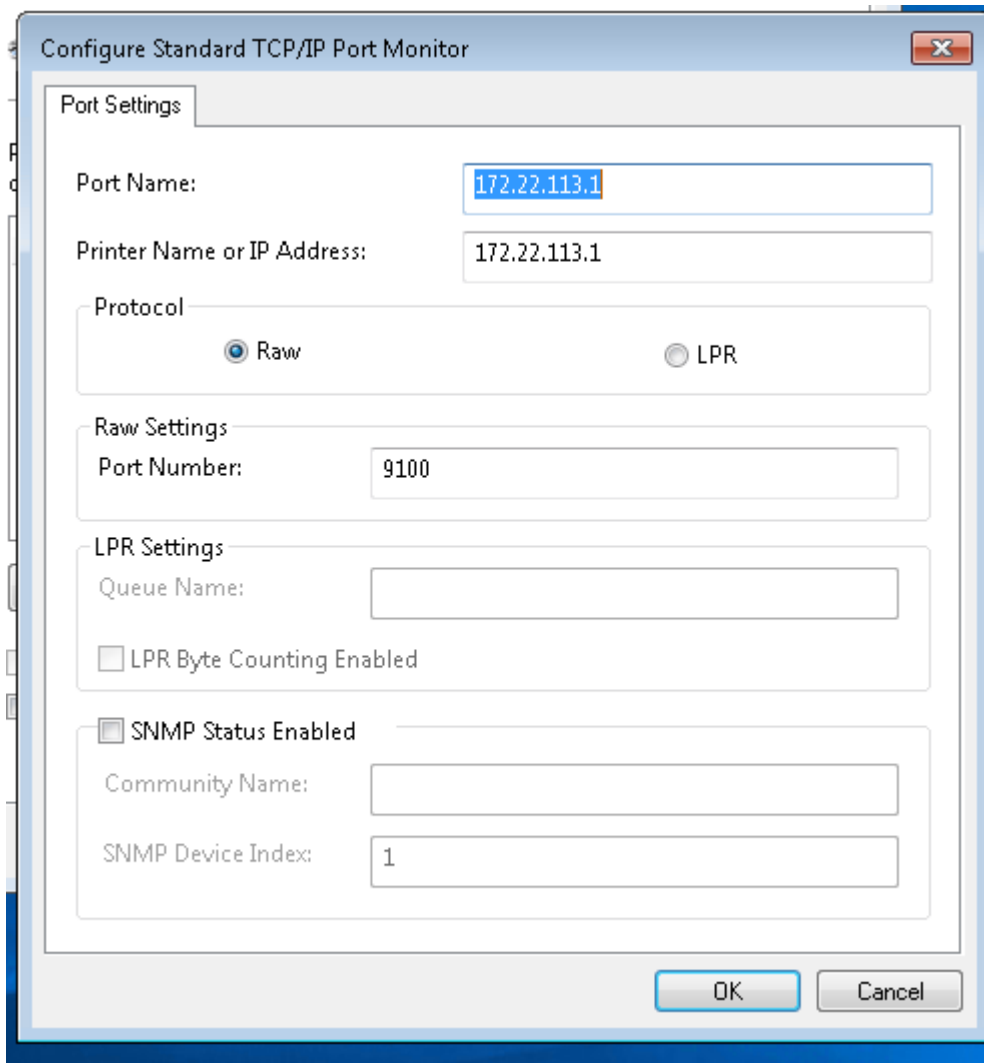 Configure Standard TCP/IP Port Monitor
Port Settings
Port Name: 172.22.113.1
Printer Name or IP Address: 172.22.113.1
Protocol
Raw LPR
Raw Settings
Port Number: 9100
LPR Settings
Queue Name:
LPR Byte Counting Enabled
SNMP Status Enabled
Community Name:
SNMP Device Index: 1
OK Cancel